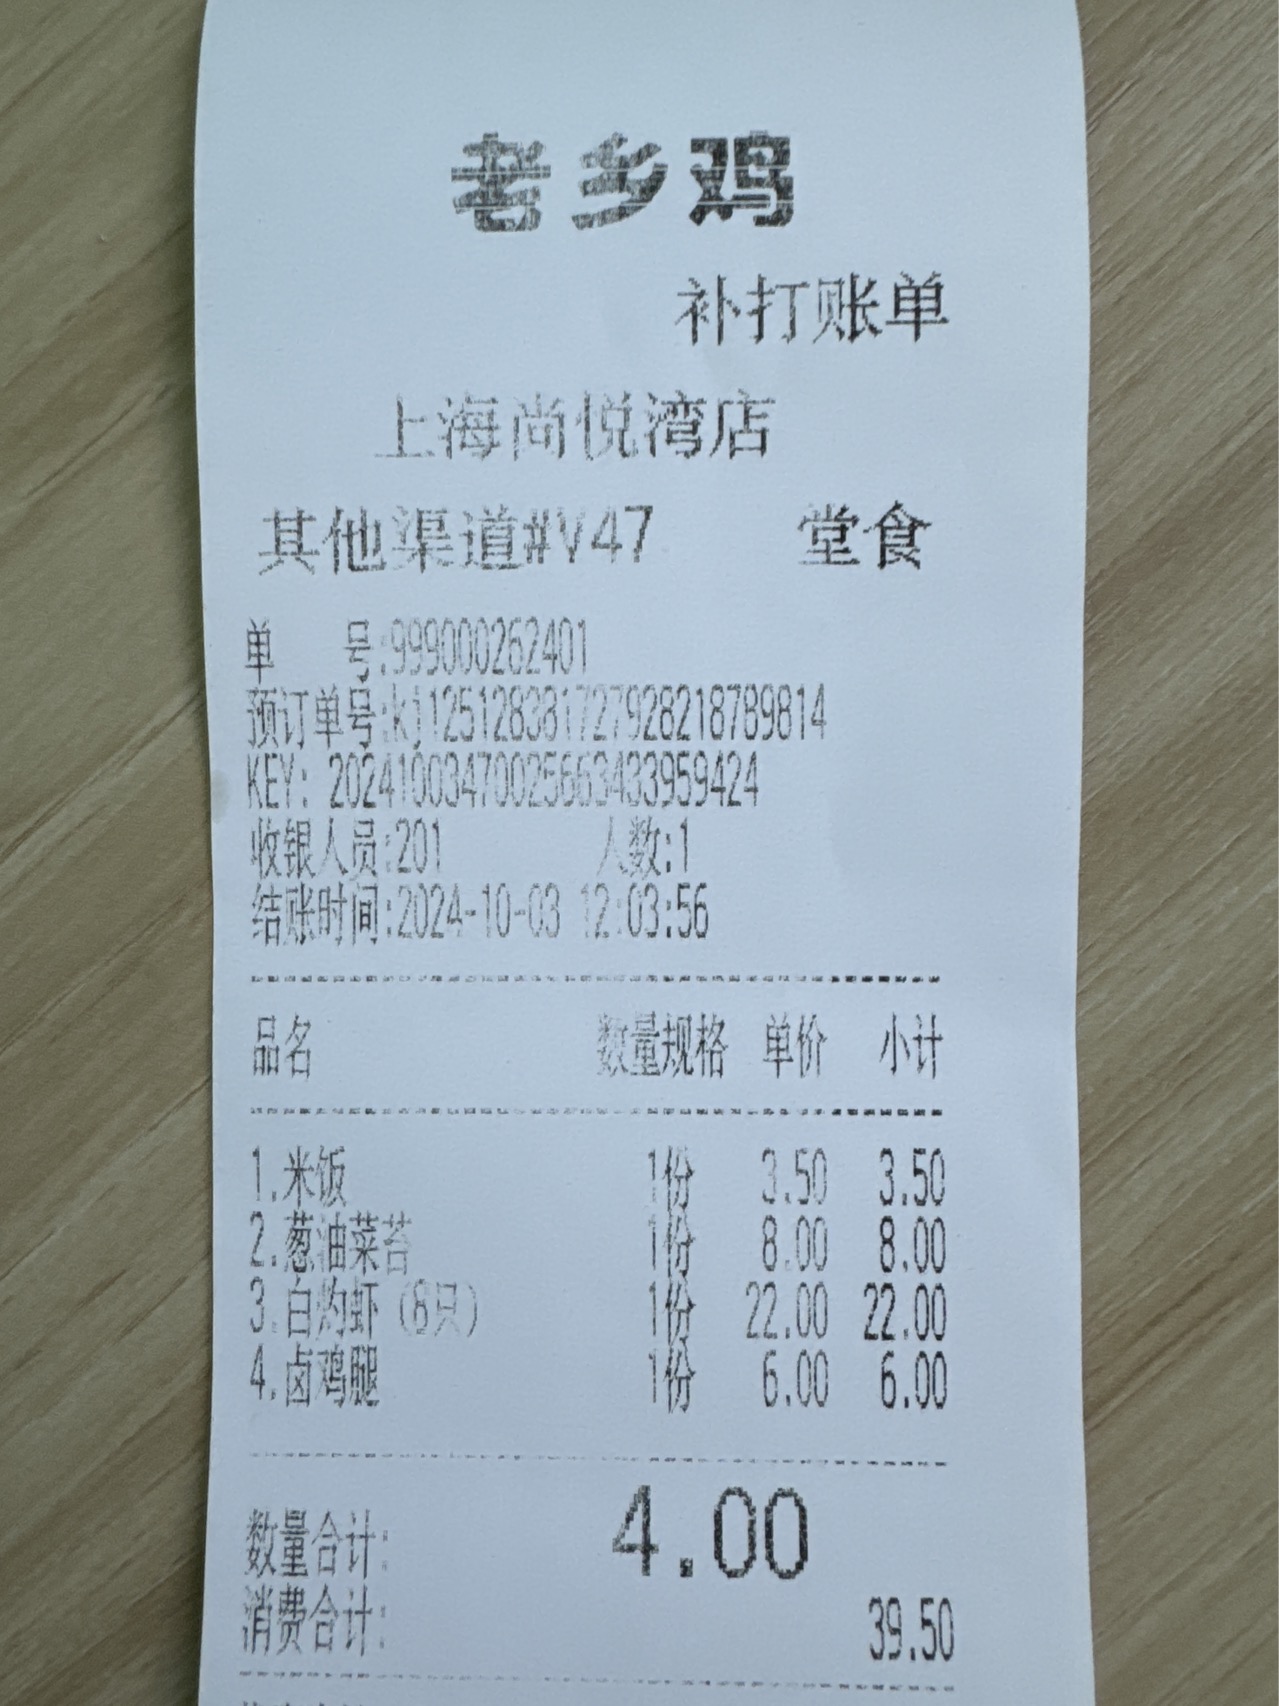 老乡鸡
补打账单
上海尚悦湾店
其他渠道#V47 堂食
单 号:999000262401
预订单号:kj1251283817279282187​89814
KEY: 2024100347002566343395​9424
收银人员:201 人数:1
结账时间:2024-10-03 12:03:56
品名 数量规格 单价 小计
1.米饭 1份 3.50 3.50
2.葱油菜苔 1份 8.00 8.00
3.白灼虾（8只） 1份 22.00 22.00
4.卤鸡腿 1份 6.00 6.00
数量合计: 4.00
消费合计: 39.50